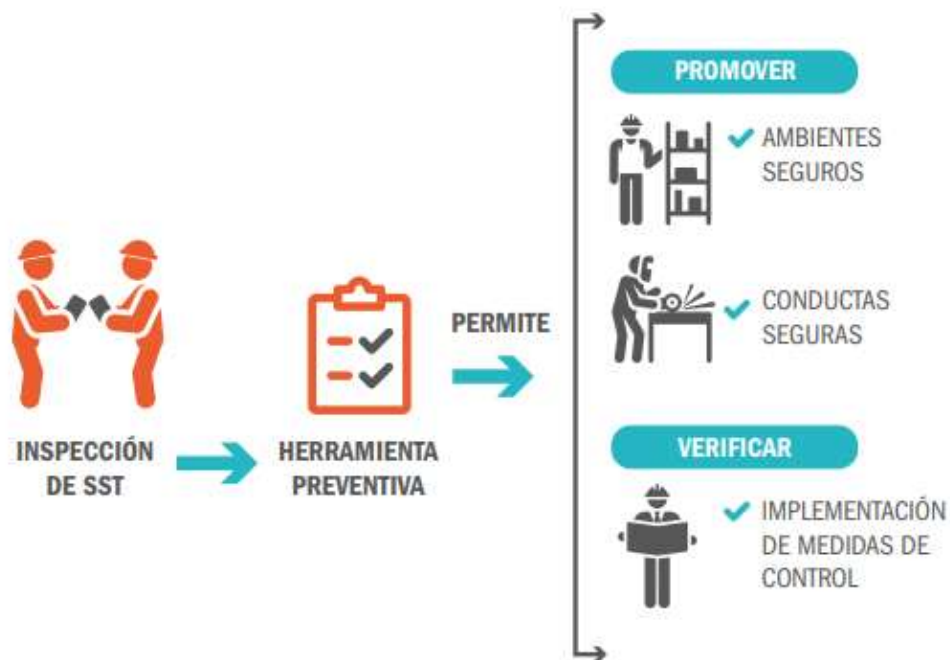 INSPECCIÓN
DE SST
HERRAMIENTA
PREVENTIVA
PERMITE
PROMOVER
AMBIENTES
SEGUROS
CONDUCTAS
SEGURAS
VERIFICAR
IMPLEMENTACIÓN
DE MEDIDAS DE
CONTROL